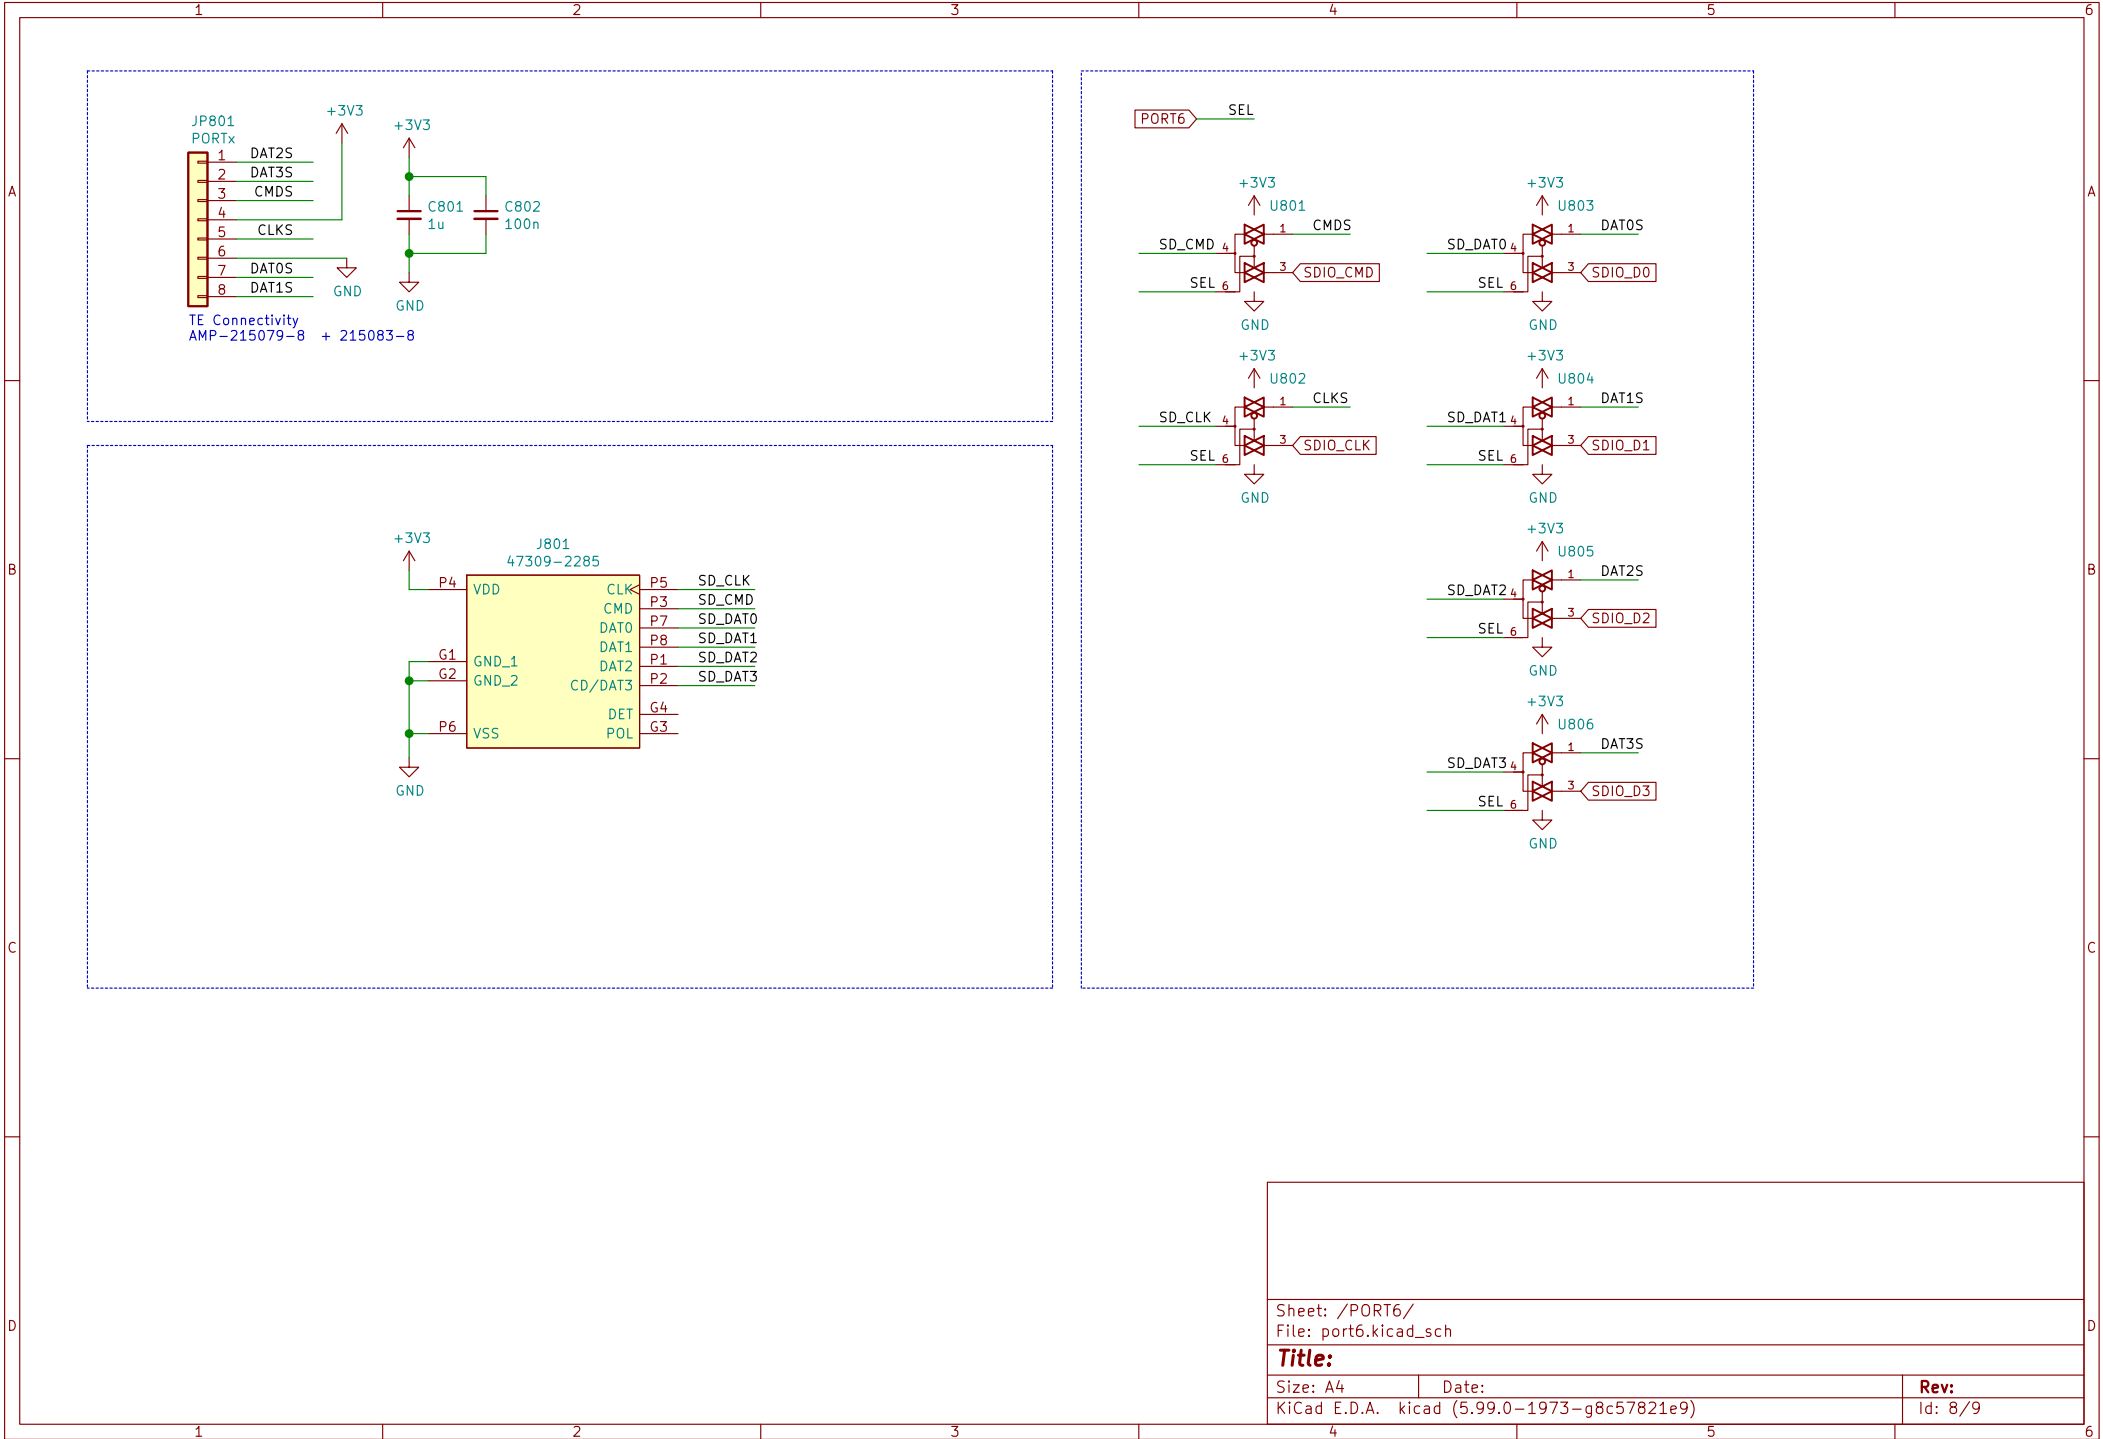 1 2 3 4 5 6
A
B
C
D
JP801
PORTx
+3V3
1 DAT2S
2 DAT3S
3 CMDS
4
5 CLKS
6
7 DAT0S
8 DAT1S
GND
TE Connectivity
AMP-215079-8 + 215083-8
+3V3
C801
1u
C802
100n
GND
+3V3
J801
47309-2285
P4 VDD
G1 GND_1
G2 GND_2
P6 VSS
CLK P5 SD_CLK
CMD P3 SD_CMD
DAT0 P7 SD_DAT0
DAT1 P8 SD_DAT1
DAT2 P1 SD_DAT2
CD/DAT3 P2 SD_DAT3
DET G4
POL G3
GND
PORT6 SEL
+3V3
U801
1 CMDS
SD_CMD 4
3 SDIO_CMD
SEL 6
GND
+3V3
U803
1 DAT0S
SD_DAT0 4
3 SDIO_D0
SEL 6
GND
+3V3
U802
1 CLKS
SD_CLK 4
3 SDIO_CLK
SEL 6
GND
+3V3
U804
1 DAT1S
SD_DAT1 4
3 SDIO_D1
SEL 6
GND
+3V3
U805
1 DAT2S
SD_DAT2 4
3 SDIO_D2
SEL 6
GND
+3V3
U806
1 DAT3S
SD_DAT3 4
3 SDIO_D3
SEL 6
GND
A
B
C
D
Sheet: /PORT6/
File: port6.kicad_sch
Title:
Size: A4 Date: Rev:
KiCad E.D.A. kicad (5.99.0-1973-g8c57821e9) Id: 8/9
1 2 3 4 5 6